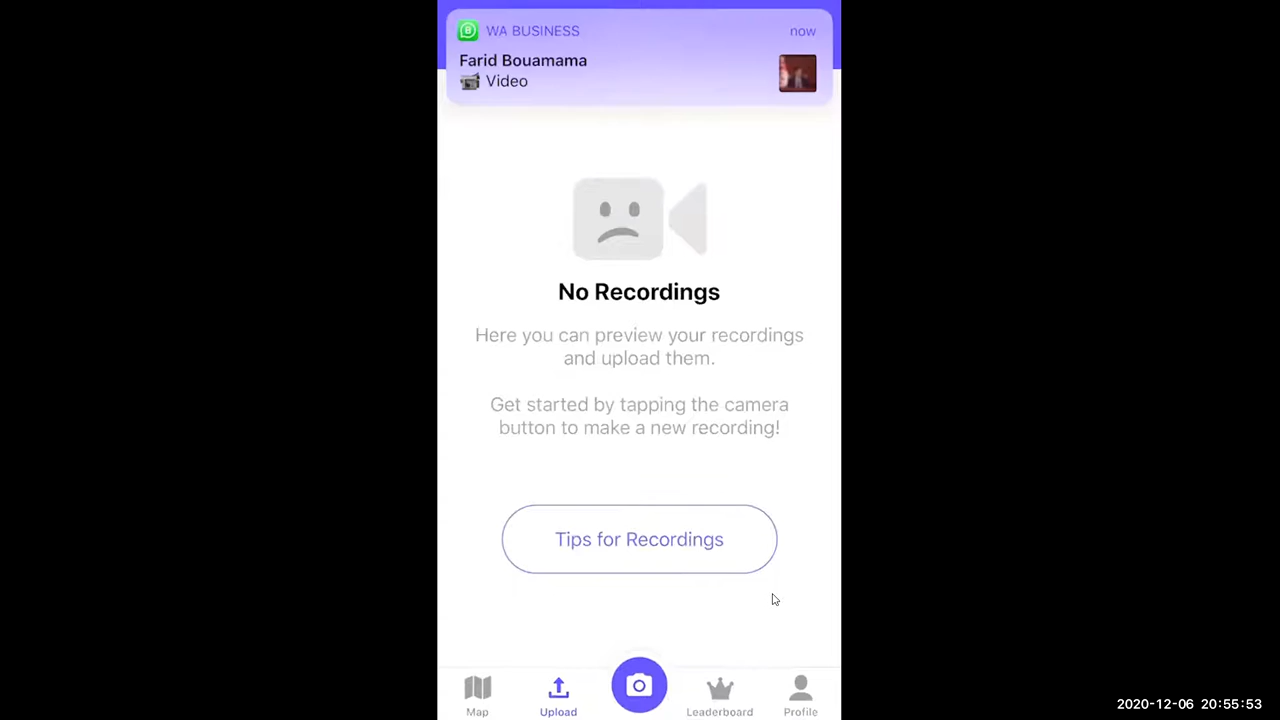 WA BUSINESS
now
Farid Bouamama
Video
No Recordings
Here you can preview your recordings
and upload them.
Get started by tapping the camera
button to make a new recording!
Tips for Recordings
Map
Upload
Leaderboard
Profile
2020-12-06 20:55:53